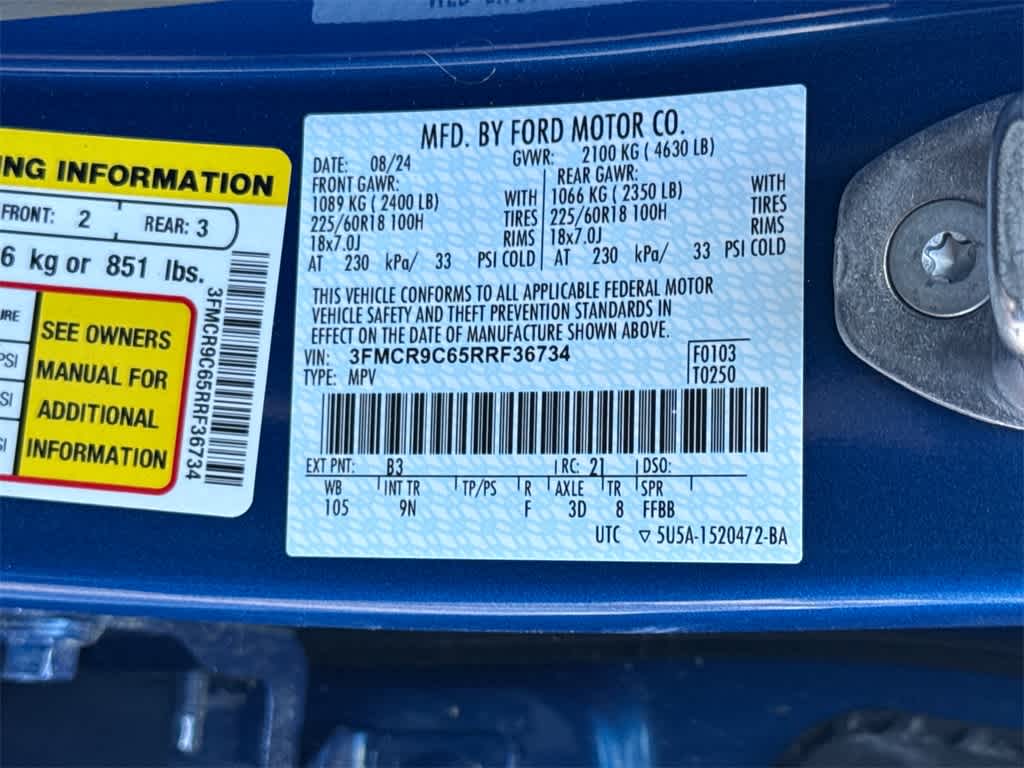 NG INFORMATION
FRONT: 2 REAR: 3
6 kg or 851 lbs.
SEE OWNERS
MANUAL FOR
ADDITIONAL
INFORMATION
3FMCR9C65RRF36734
MFD. BY FORD MOTOR CO.
DATE: 08/24 GVWR: 2100 KG ( 4630 LB)
FRONT GAWR: REAR GAWR:
1089 KG ( 2400 LB) WITH 1066 KG ( 2350 LB) WITH
225/60R18 100H TIRES 225/60R18 100H TIRES
18x7.0J RIMS 18x7.0J RIMS
AT 230 kPa/ 33 PSI COLD AT 230 kPa/ 33 PSI COLD
THIS VEHICLE CONFORMS TO ALL APPLICABLE FEDERAL MOTOR
VEHICLE SAFETY AND THEFT PREVENTION STANDARDS IN
EFFECT ON THE DATE OF MANUFACTURE SHOWN ABOVE.
VIN: 3FMCR9C65RRF36734 F0103
TYPE: MPV T0250
EXT PNT: B3 RC: 21 DSO:
WB INT TR TP/PS R AXLE TR SPR
105 9N F 3D 8 FFBB
UTC ▽ 5U5A-1520472-BA